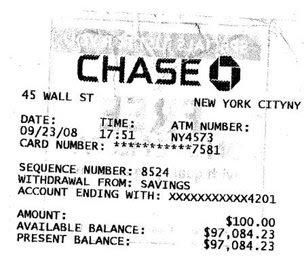 CHASE
45 WALL ST NEW YORK CITYNY
DATE: TIME: ATM NUMBER:
09/23/08 17:51 NY4573
CARD NUMBER: ***********7581
SEQUENCE NUMBER: 8524
WITHDRAWAL FROM: SAVINGS
ACCOUNT ENDING WITH: XXXXXXXXXXX4201
AMOUNT: $100.00
AVAILABLE BALANCE: $97,084.23
PRESENT BALANCE: $97,084.23